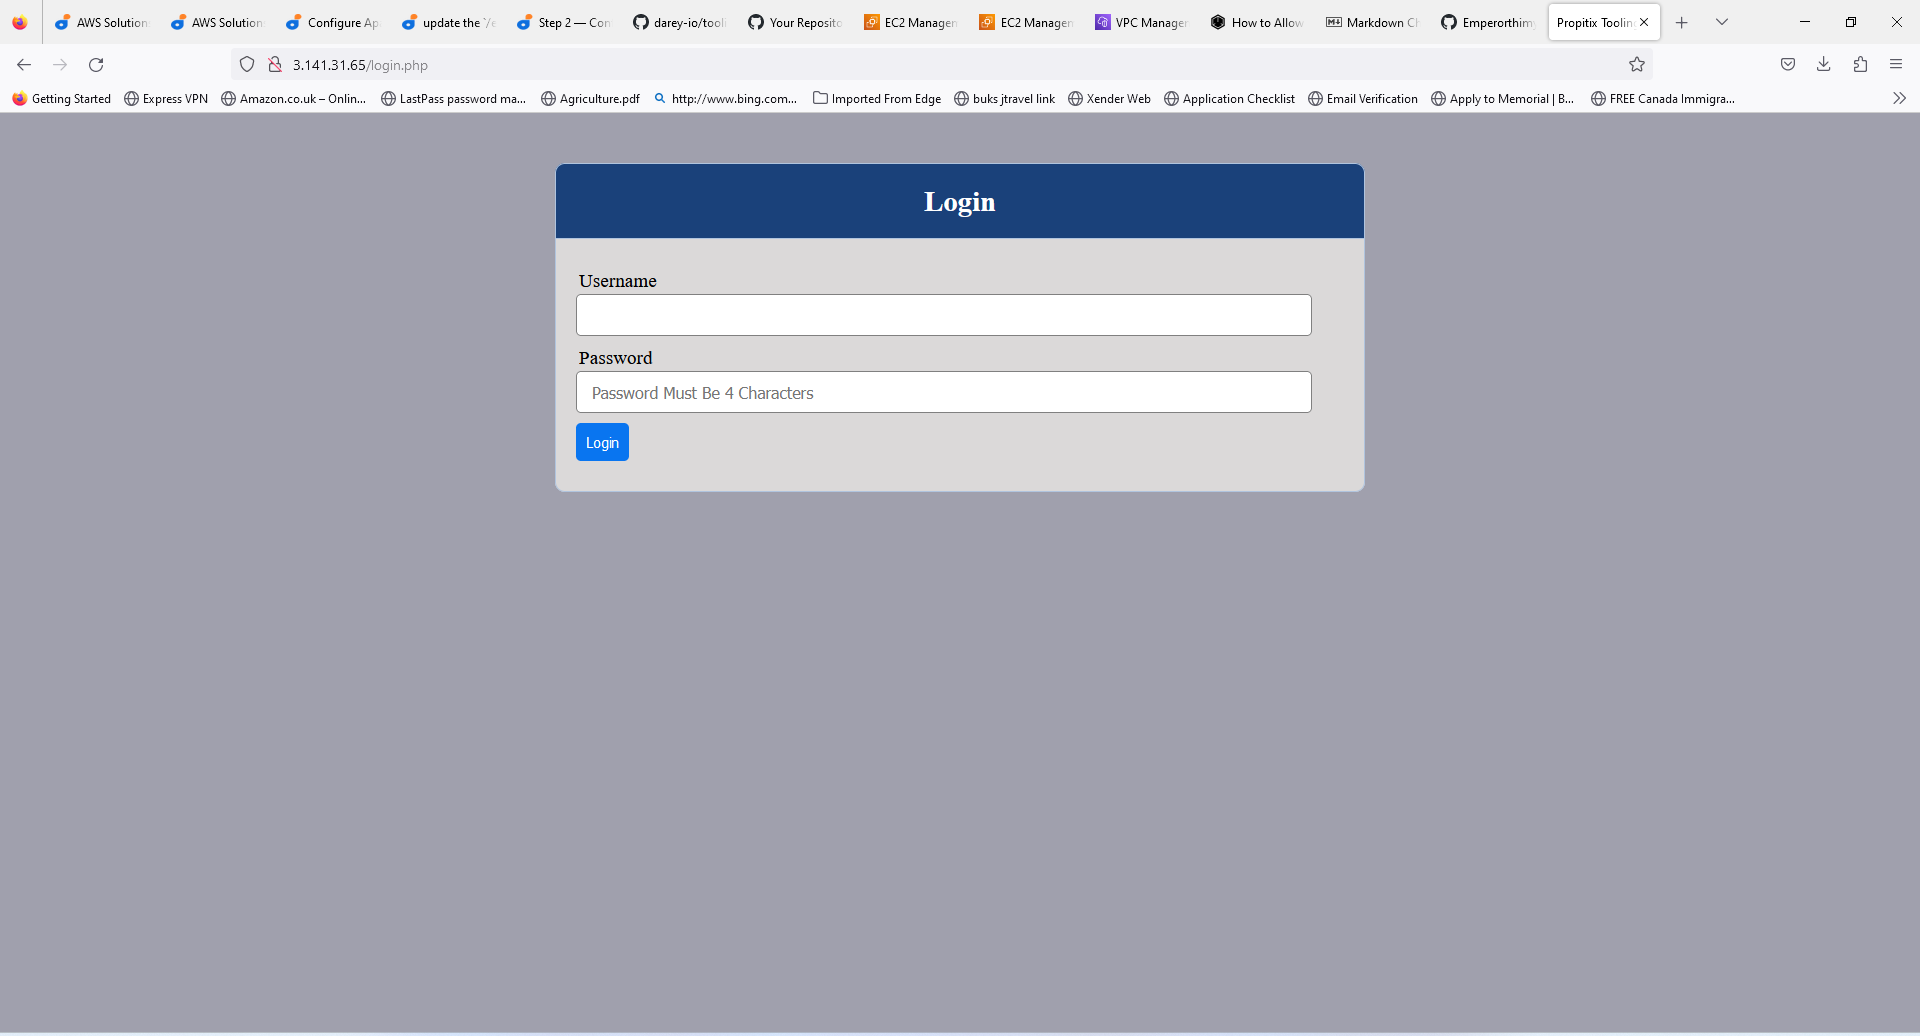 AWS Solution
AWS Solution
Configure Ap
update the `/e
Step 2 — Con
darey-io/tooli
Your Reposito
EC2 Managem
EC2 Managem
VPC Manager
How to Allow
Markdown Ch
Emperorthim
Propitix Tooling
3.141.31.65/login.php
Getting Started
Express VPN
Amazon.co.uk – Onlin...
LastPass password ma...
Agriculture.pdf
http://www.bing.com...
Imported From Edge
buks jtravel link
Xender Web
Application Checklist
Email Verification
Apply to Memorial | B...
FREE Canada Immigra...
Login
Username
Password
Password Must Be 4 Characters
Login